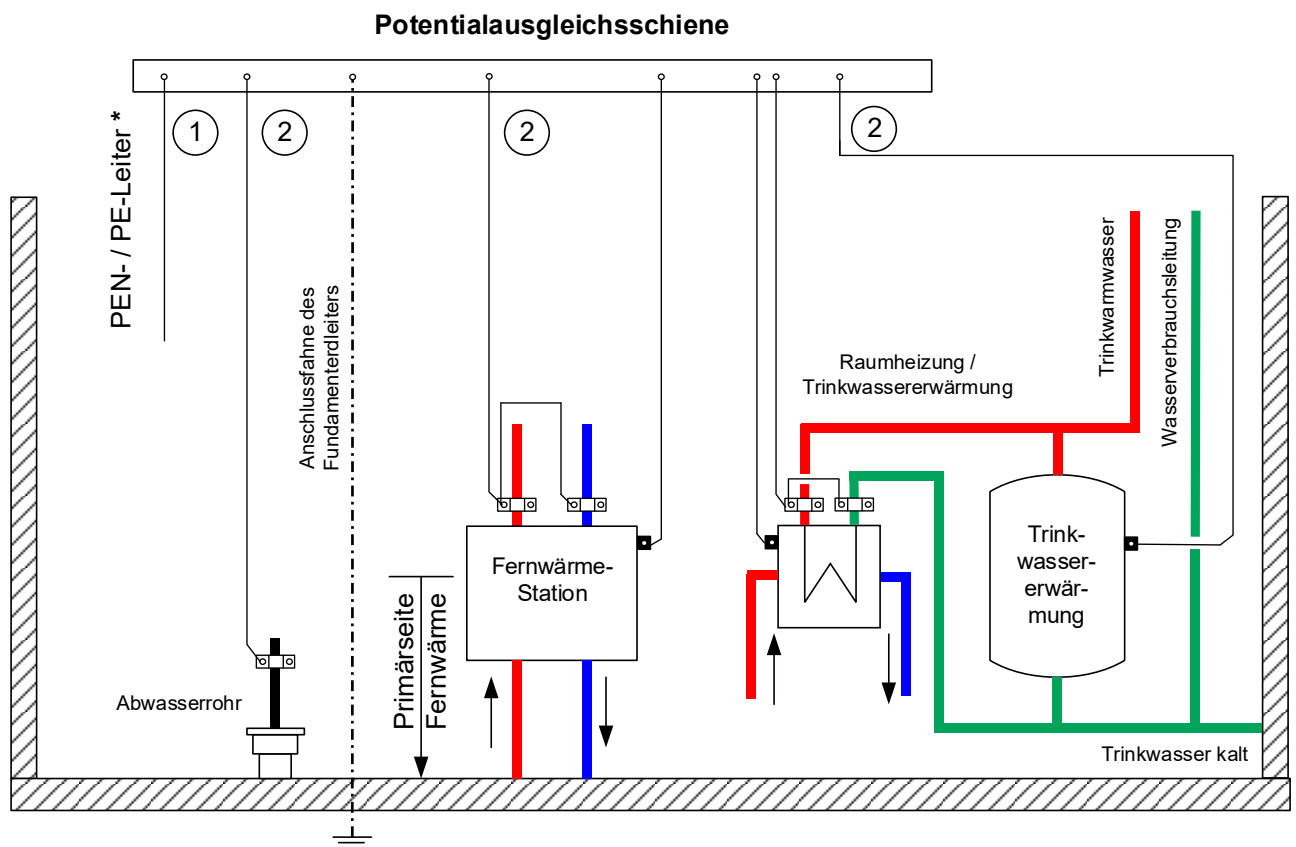 Potentialausgleichsschiene
PEN- / PE-Leiter *
1
2
2
2
Anschlussfahne des
Fundamenterdleiters
Raumheizung /
Trinkwassererwärmung
Trinkwarmwasser
Wasserverbrauchsleitung
Fernwärme-
Station
Primärseite
Fernwärme
Trink-
wasser-
erwär-
mung
Abwasserrohr
Trinkwasser kalt